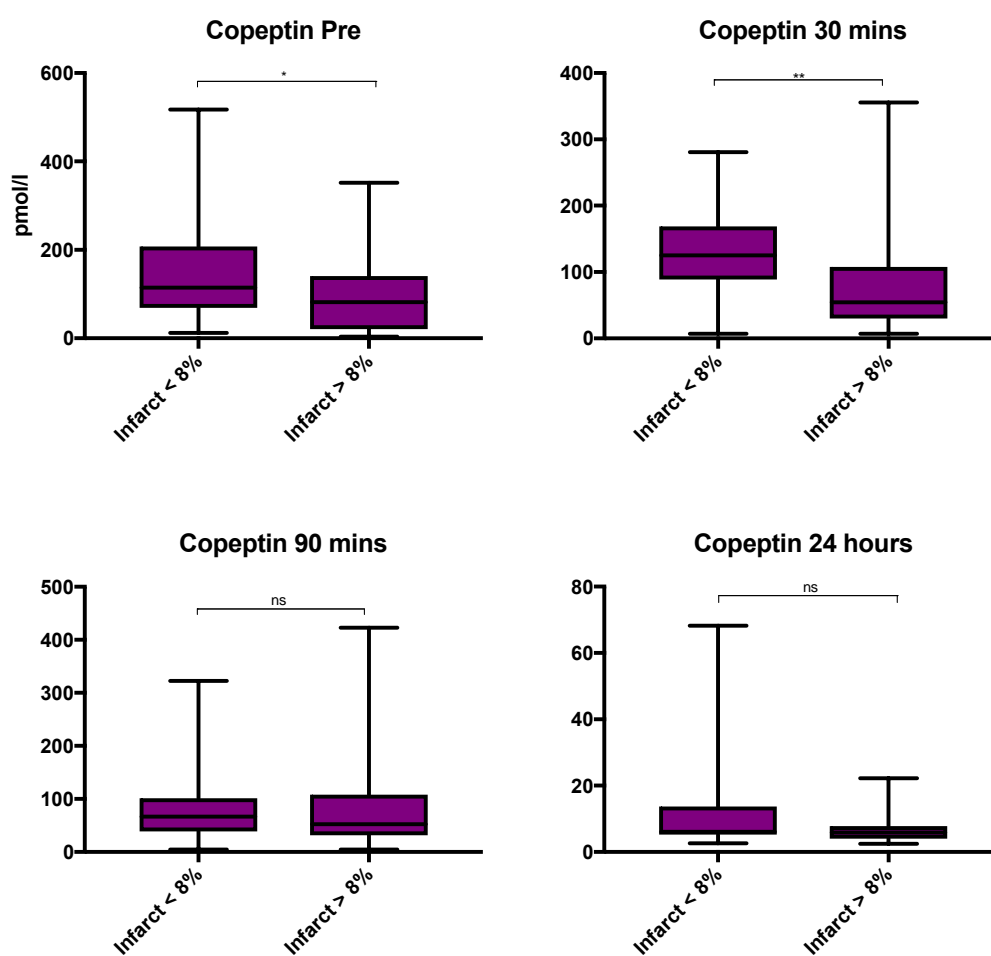 Copeptin Pre
600
400
200
0
pmol/l
*
Infarct < 8%
Infarct > 8%
Copeptin 30 mins
400
300
200
100
0
**
Infarct < 8%
Infarct > 8%
Copeptin 90 mins
500
400
300
200
100
0
ns
Infarct < 8%
Infarct > 8%
Copeptin 24 hours
80
60
40
20
0
ns
Infarct < 8%
Infarct > 8%